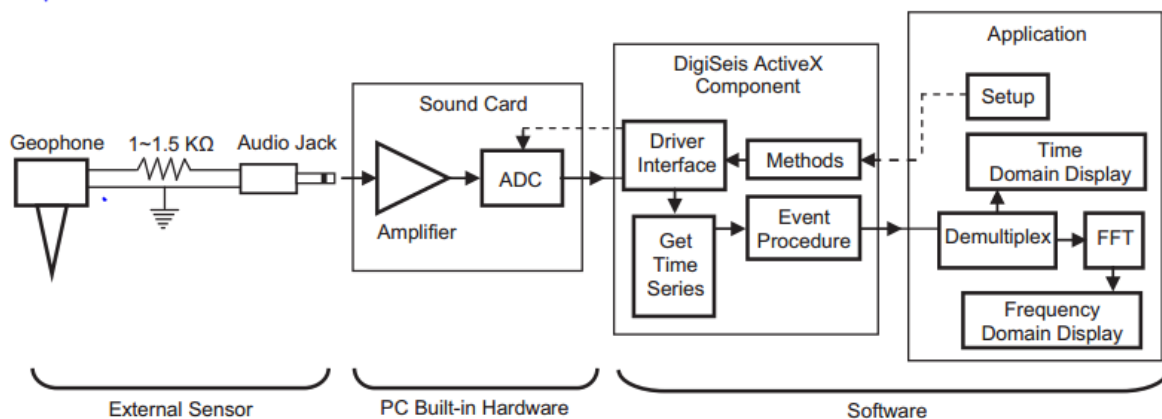 Geophone
1~1.5 KΩ
Audio Jack
Sound Card
Amplifier
ADC
DigiSeis ActiveX
Component
Driver
Interface
Methods
Get
Time
Series
Event
Procedure
Application
Setup
Time
Domain Display
Demultiplex
FFT
Frequency
Domain Display
External Sensor
PC Built-in Hardware
Software